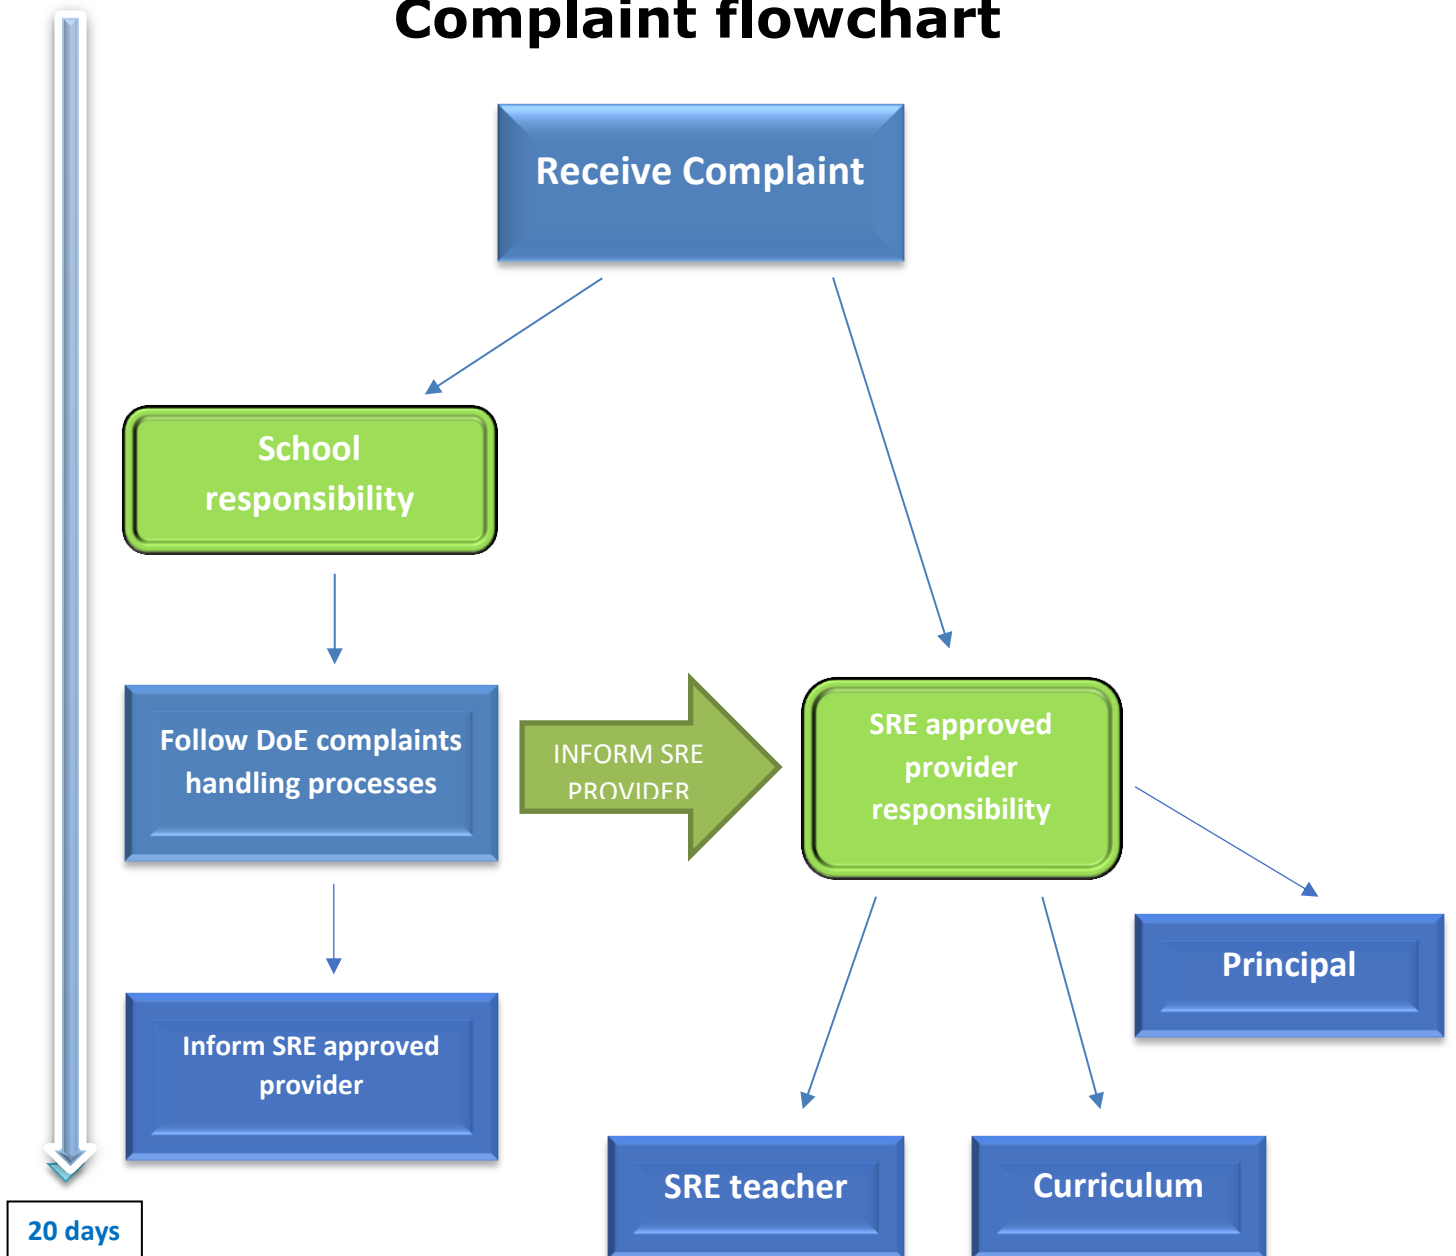 Complaint flowchart
Receive Complaint
School
responsibility
Follow DoE complaints
handling processes
INFORM SRE
PROVIDER
SRE approved
provider
responsibility
Principal
Inform SRE approved
provider
SRE teacher
Curriculum
20 days